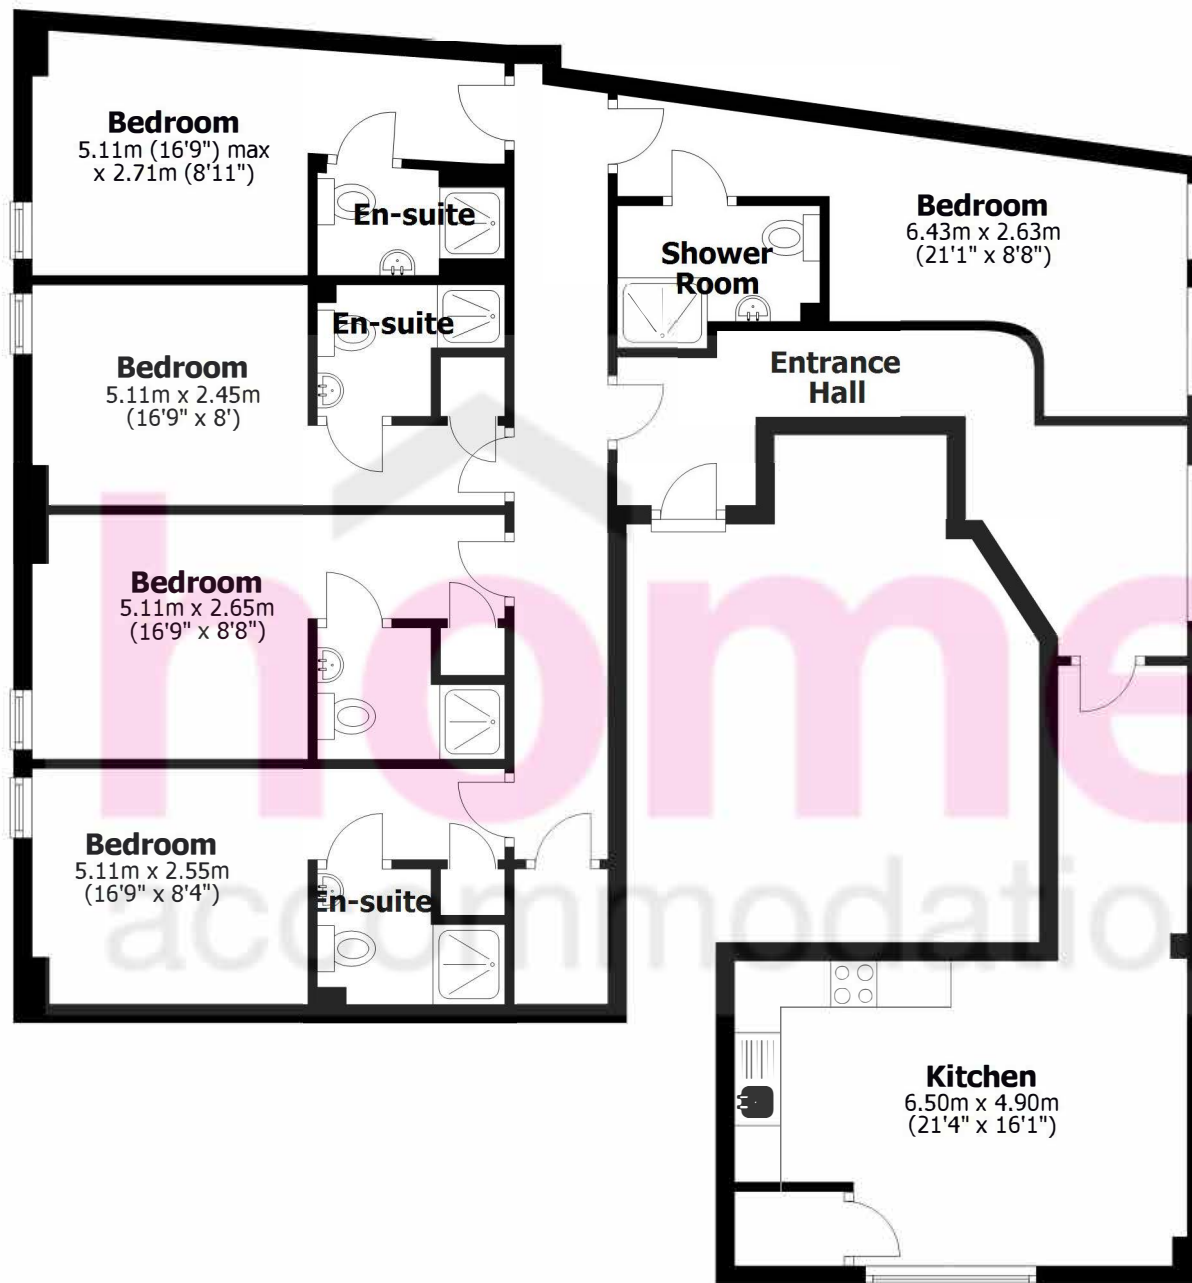 Bedroom
5.11m (16'9") max
x 2.71m (8'11")
En-suite
Bedroom
6.43m x 2.63m
(21'1" x 8'8")
Shower
Room
En-suite
Bedroom
5.11m x 2.45m
(16'9" x 8')
Entrance
Hall
Bedroom
5.11m x 2.65m
(16'9" x 8'8")
home
Bedroom
5.11m x 2.55m
(16'9" x 8'4")
En-suite
accommodatio
Kitchen
6.50m x 4.90m
(21'4" x 16'1")